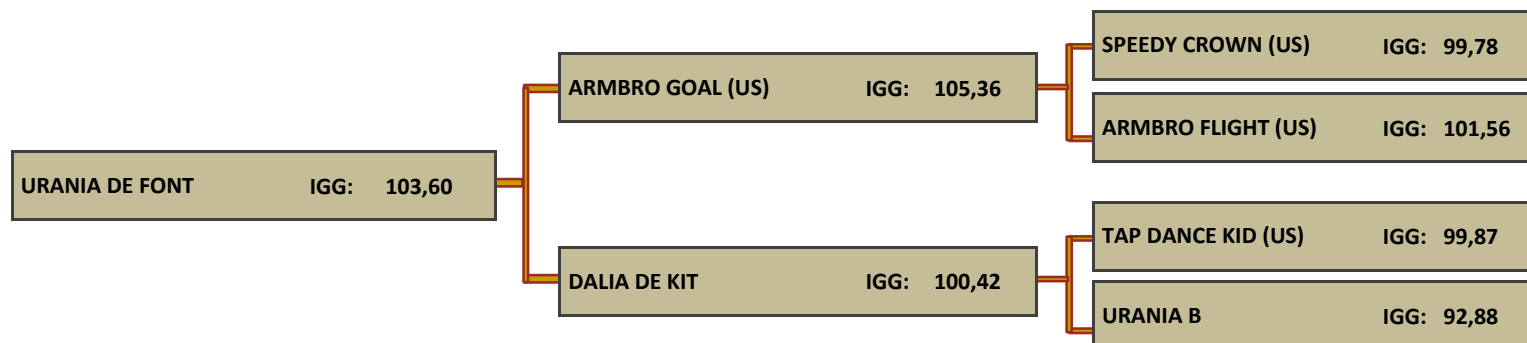 SPEEDY CROWN (US) IGG: 99,78
ARMBRO GOAL (US) IGG: 105,36
ARMBRO FLIGHT (US) IGG: 101,56
URANIA DE FONT IGG: 103,60
TAP DANCE KID (US) IGG: 99,87
DALIA DE KIT IGG: 100,42
URANIA B IGG: 92,88